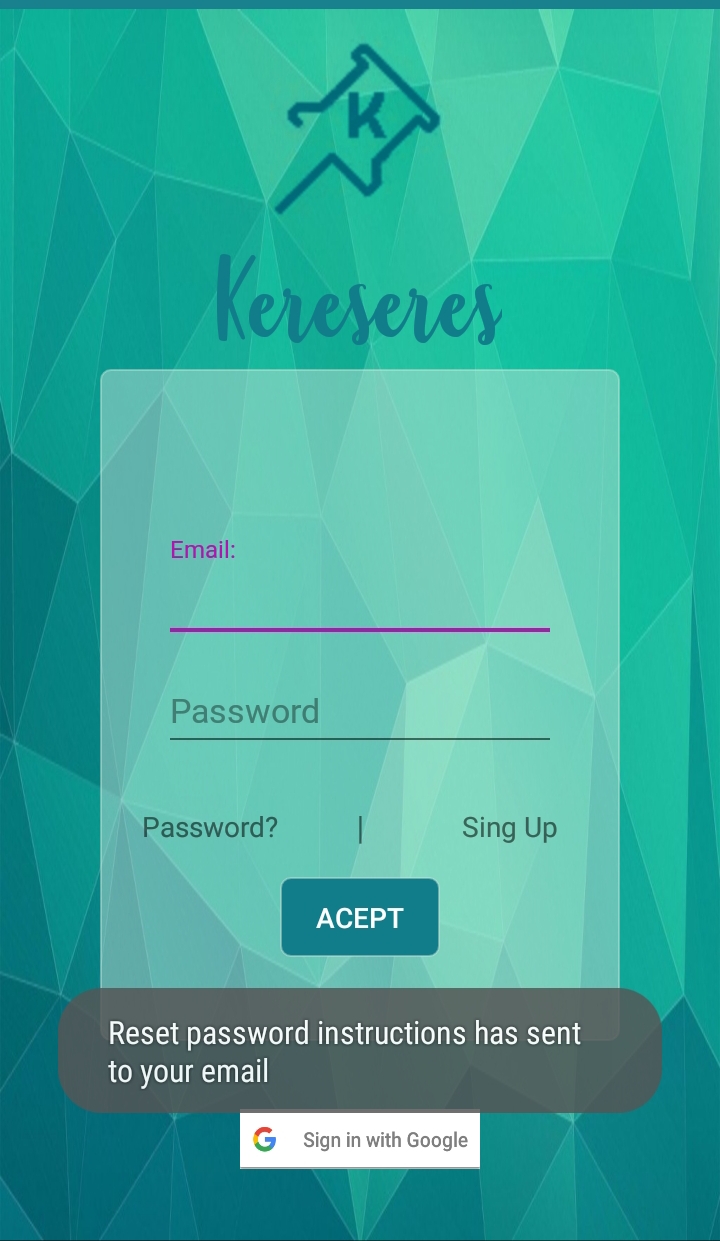 K
Kereseres
Email:
Password
Password? | Sing Up
ACEPT
Reset password instructions has sent
to your email
Sign in with Google